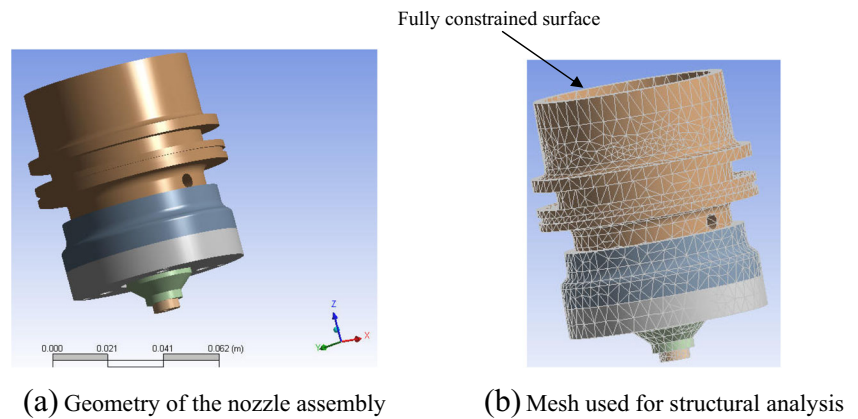 Fully constrained surface
Z
X
Y
0.000 0.021 0.041 0.062 (m)
(a) Geometry of the nozzle assembly
(b) Mesh used for structural analysis